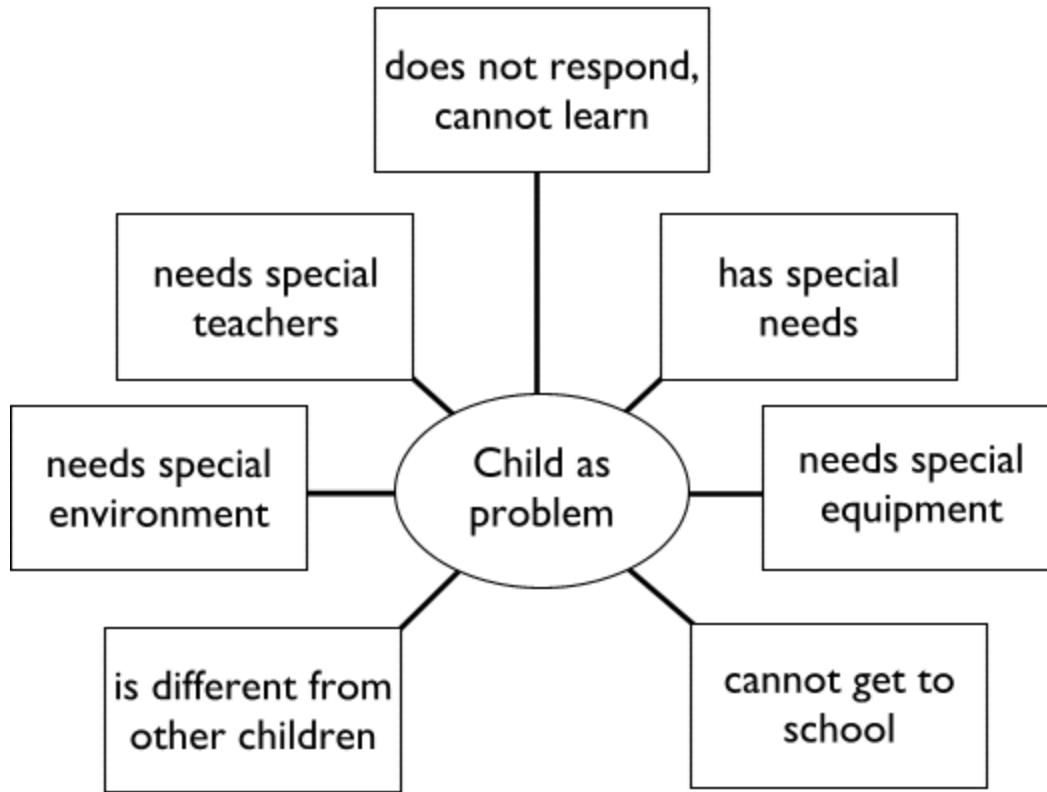 does not respond,
cannot learn
needs special
teachers
has special
needs
needs special
environment
Child as
problem
needs special
equipment
is different from
other children
cannot get to
school